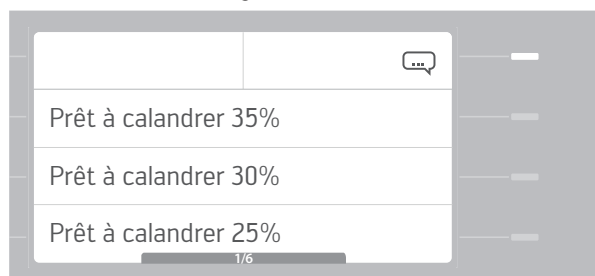 ...
Prêt à calandrer 35%
Prêt à calandrer 30%
Prêt à calandrer 25%
1/6